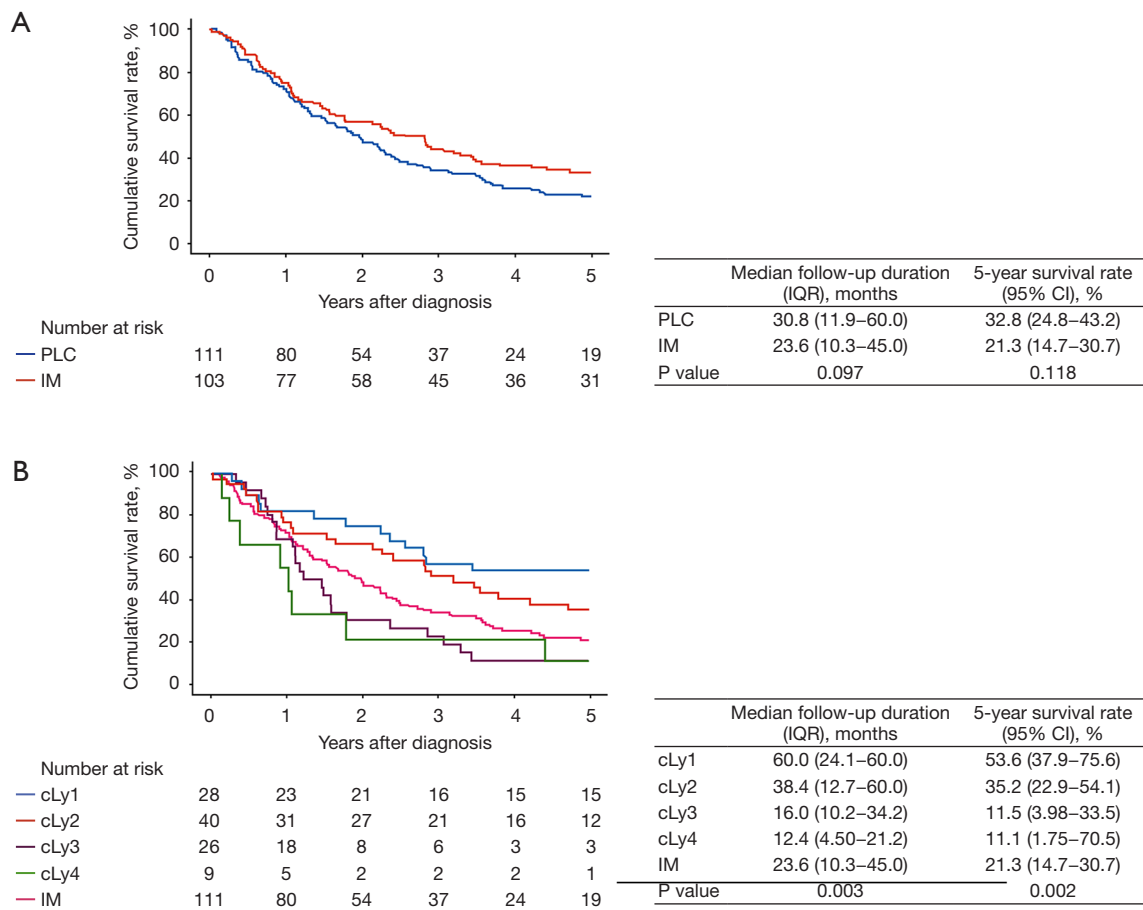 A
Cumulative survival rate, %
100
80
60
40
20
0
0 1 2 3 4 5
Years after diagnosis
Number at risk
PLC 111 80 54 37 24 19
IM 103 77 58 45 36 31
Median follow-up duration (IQR), months 5-year survival rate (95% CI), %
PLC 30.8 (11.9–60.0) 32.8 (24.8–43.2)
IM 23.6 (10.3–45.0) 21.3 (14.7–30.7)
P value 0.097 0.118
B
Cumulative survival rate, %
100
80
60
40
20
0
0 1 2 3 4 5
Years after diagnosis
Number at risk
cLy1 28 23 21 16 15 15
cLy2 40 31 27 21 16 12
cLy3 26 18 8 6 3 3
cLy4 9 5 2 2 2 1
IM 111 80 54 37 24 19
Median follow-up duration (IQR), months 5-year survival rate (95% CI), %
cLy1 60.0 (24.1–60.0) 53.6 (37.9–75.6)
cLy2 38.4 (12.7–60.0) 35.2 (22.9–54.1)
cLy3 16.0 (10.2–34.2) 11.5 (3.98–33.5)
cLy4 12.4 (4.50–21.2) 11.1 (1.75–70.5)
IM 23.6 (10.3–45.0) 21.3 (14.7–30.7)
P value 0.003 0.002